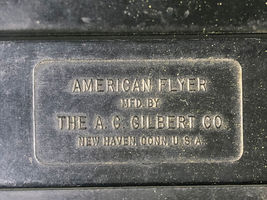 AMERICAN FLYER
MFD. BY
THE A. C. GILBERT CO.
NEW HAVEN, CONN., U. S. A.